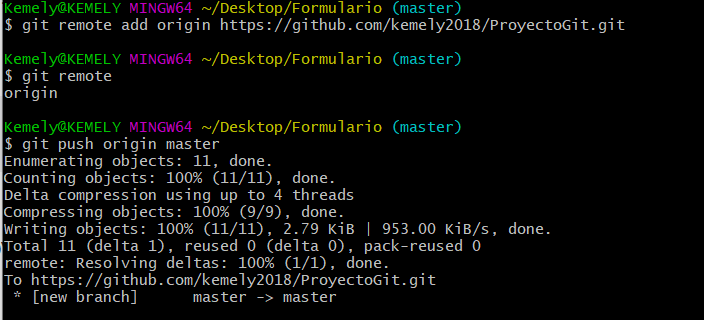 Kemely@KEMELY MINGW64 ~/Desktop/Formulario (master)
$ git remote add origin https://github.com/kemely2018/ProyectoGit.git
Kemely@KEMELY MINGW64 ~/Desktop/Formulario (master)
$ git remote
origin
Kemely@KEMELY MINGW64 ~/Desktop/Formulario (master)
$ git push origin master
Enumerating objects: 11, done.
Counting objects: 100% (11/11), done.
Delta compression using up to 4 threads
Compressing objects: 100% (9/9), done.
Writing objects: 100% (11/11), 2.79 KiB | 953.00 KiB/s, done.
Total 11 (delta 1), reused 0 (delta 0), pack-reused 0
remote: Resolving deltas: 100% (1/1), done.
To https://github.com/kemely2018/ProyectoGit.git
 * [new branch]      master -> master